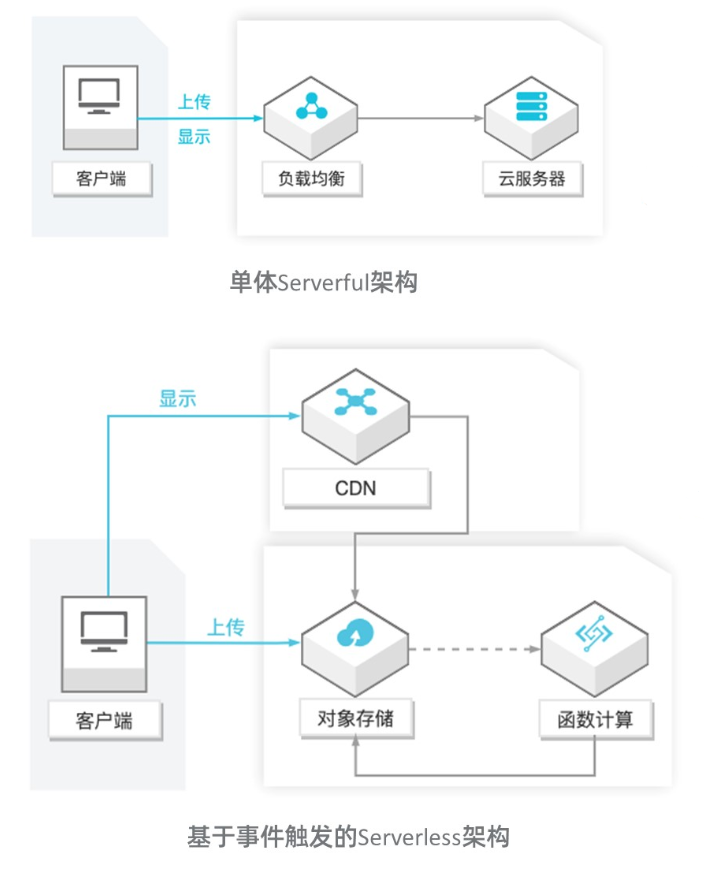 上传
显示
客户端
负载均衡
云服务器
单体Serverful架构
显示
CDN
上传
客户端
对象存储
函数计算
基于事件触发的Serverless架构